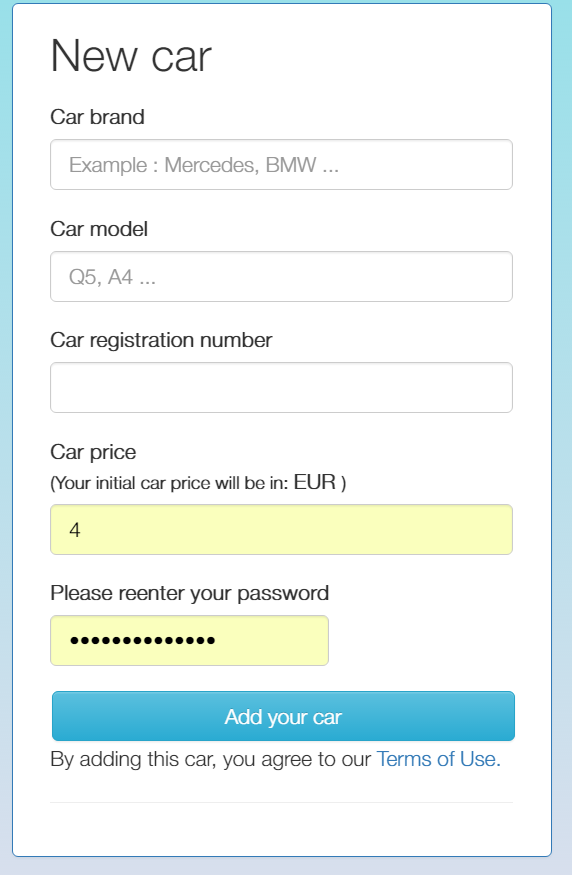 New car
Car brand
Example : Mercedes, BMW ...
Car model
Q5, A4 ...
Car registration number
Car price
(Your initial car price will be in: EUR )
4
Please reenter your password
••••••••••••••
Add your car
By adding this car, you agree to our Terms of Use.